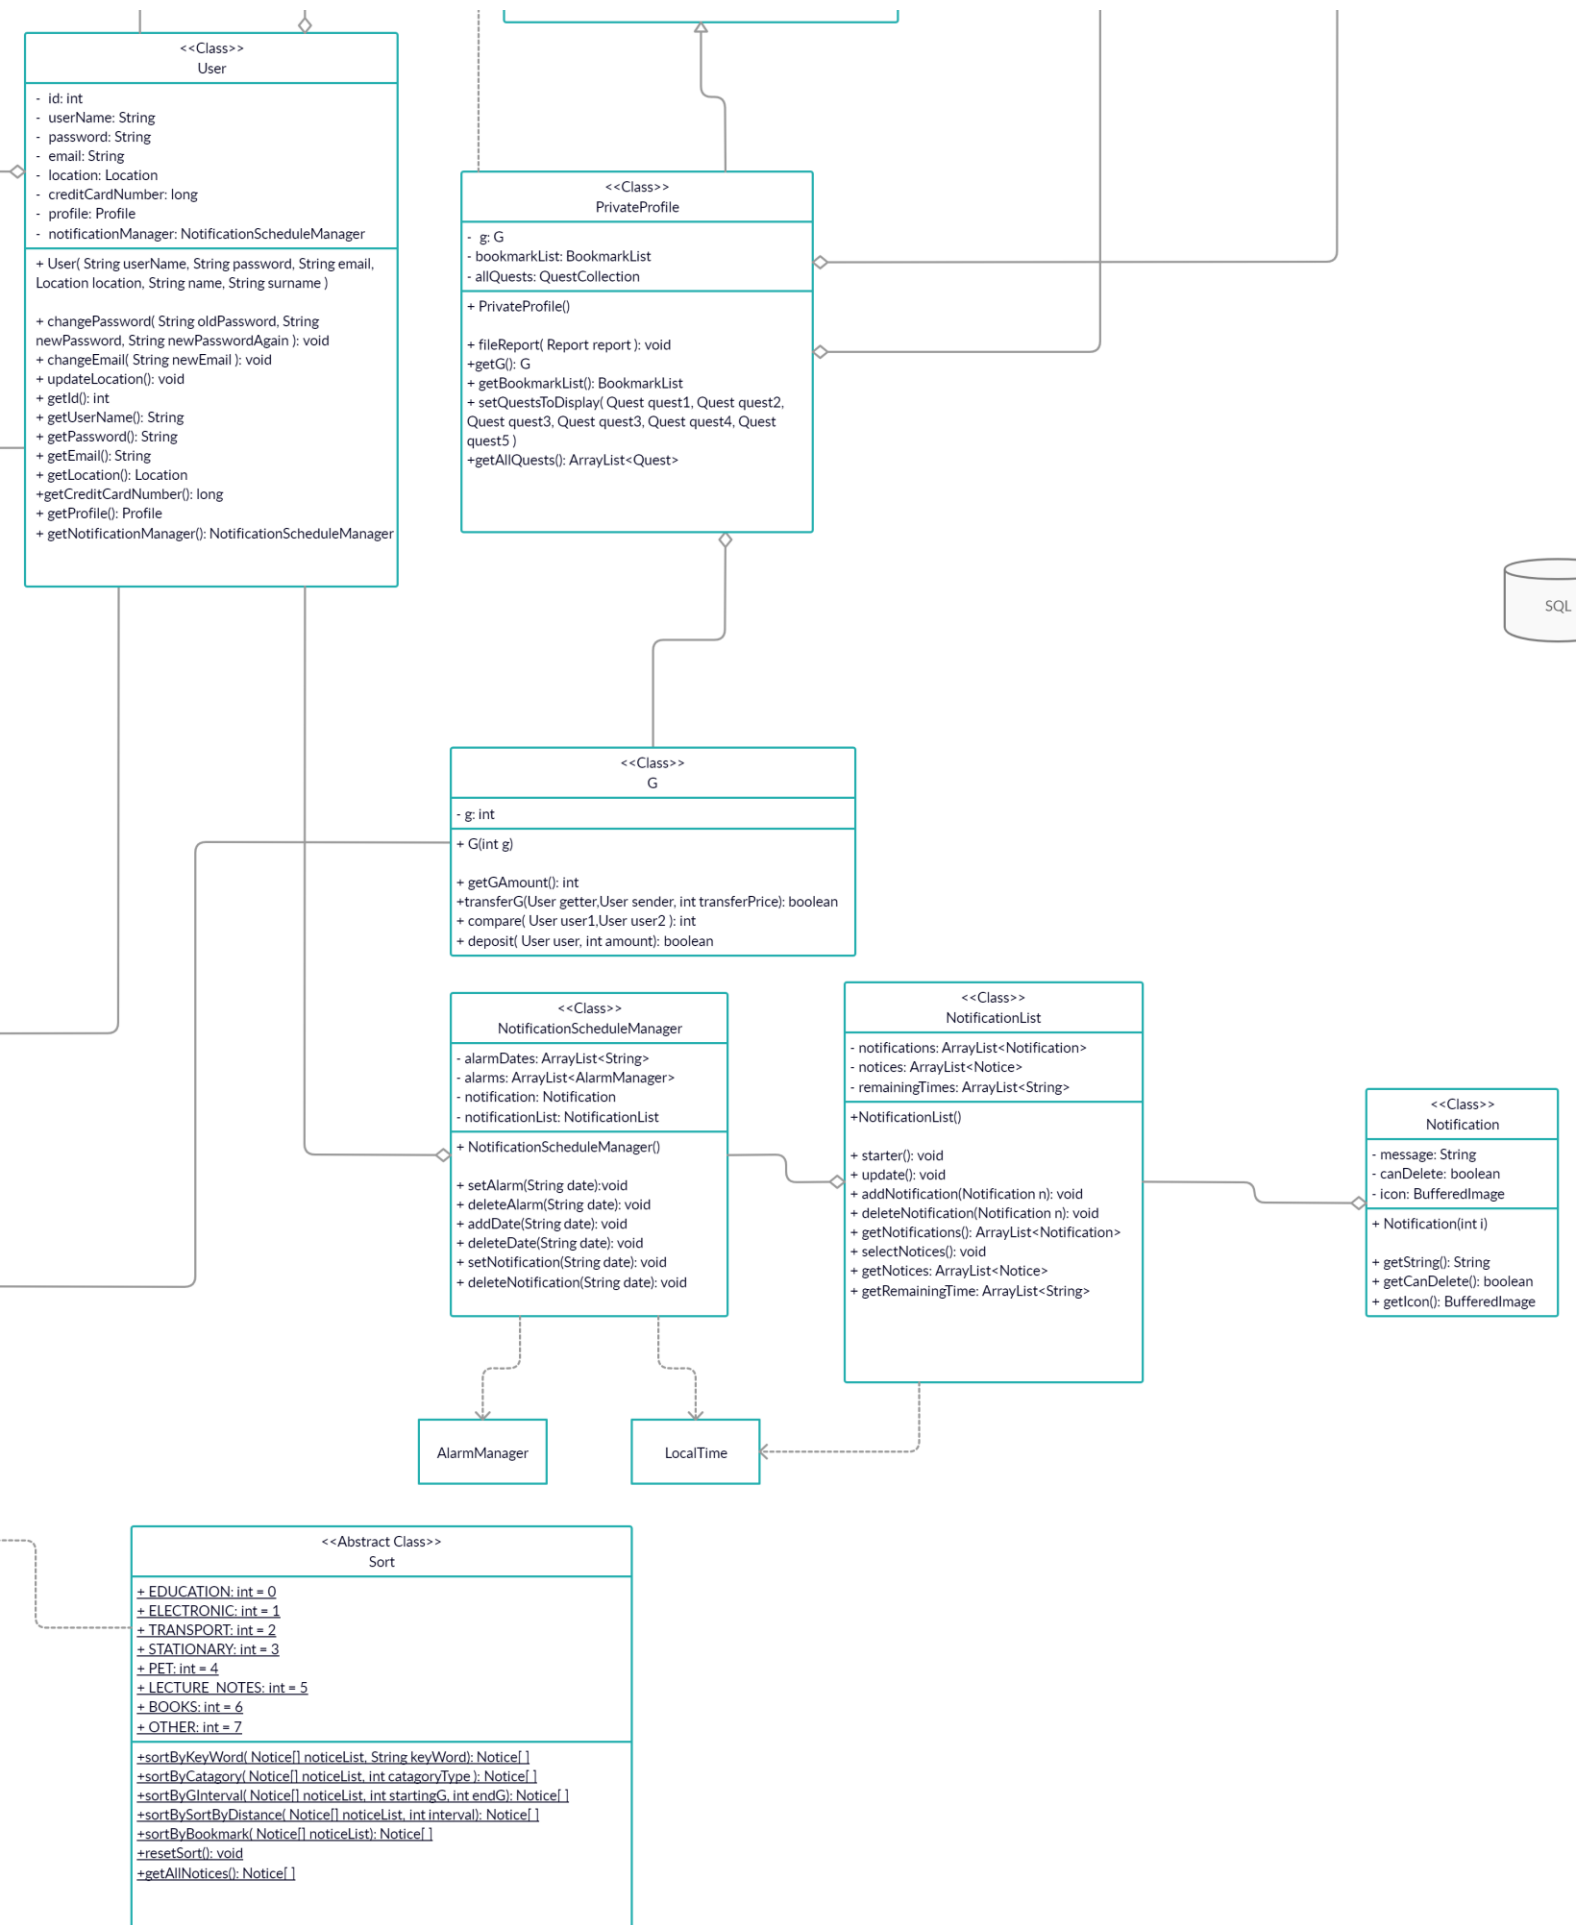 <<Class>>
User
- id: int
- userName: String
- password: String
- email: String
- location: Location
- creditCardNumber: long
- profile: Profile
- notificationManager: NotificationScheduleManager
+ User( String userName, String password, String email,
Location location, String name, String surname )
+ changePassword( String oldPassword, String
newPassword, String newPasswordAgain ): void
+ changeEmail( String newEmail ): void
+ updateLocation(): void
+ getId(): int
+ getUserName(): String
+ getPassword(): String
+ getEmail(): String
+ getLocation(): Location
+getCreditCardNumber(): long
+ getProfile(): Profile
+ getNotificationManager(): NotificationScheduleManager
<<Class>>
PrivateProfile
- g: G
- bookmarkList: BookmarkList
- allQuests: QuestCollection
+ PrivateProfile()
+ fileReport( Report report ): void
+getG(): G
+ getBookmarkList(): BookmarkList
+ setQuestsToDisplay( Quest quest1, Quest quest2,
Quest quest3, Quest quest3, Quest quest4, Quest
quest5 )
+getAllQuests(): ArrayList<Quest>
SQL
<<Class>>
G
- g: int
+ G(int g)
+ getGAmount(): int
+transferG(User getter,User sender, int transferPrice): boolean
+ compare( User user1,User user2 ): int
+ deposit( User user, int amount): boolean
<<Class>>
NotificationScheduleManager
- alarmDates: ArrayList<String>
- alarms: ArrayList<AlarmManager>
- notification: Notification
- notificationList: NotificationList
+ NotificationScheduleManager()
+ setAlarm(String date):void
+ deleteAlarm(String date): void
+ addDate(String date): void
+ deleteDate(String date): void
+ setNotification(String date): void
+ deleteNotification(String date): void
<<Class>>
NotificationList
- notifications: ArrayList<Notification>
- notices: ArrayList<Notice>
- remainingTimes: ArrayList<String>
+NotificationList()
+ starter(): void
+ update(): void
+ addNotification(Notification n): void
+ deleteNotification(Notification n): void
+ getNotifications(): ArrayList<Notification>
+ selectNotices(): void
+ getNotices: ArrayList<Notice>
+ getRemainingTime: ArrayList<String>
<<Class>>
Notification
- message: String
- canDelete: boolean
- icon: BufferedImage
+ Notification(int i)
+ getString(): String
+ getCanDelete(): boolean
+ getIcon(): BufferedImage
AlarmManager
LocalTime
<<Abstract Class>>
Sort
+ EDUCATION: int = 0
+ ELECTRONIC: int = 1
+ TRANSPORT: int = 2
+ STATIONARY: int = 3
+ PET: int = 4
+ LECTURE_NOTES: int = 5
+ BOOKS: int = 6
+ OTHER: int = 7
+sortByKeyWord( Notice[] noticeList, String keyWord): Notice[ ]
+sortByCatagory( Notice[] noticeList, int catagoryType ): Notice[ ]
+sortByGInterval( Notice[] noticeList, int startingG, int endG): Notice[ ]
+sortBySortByDistance( Notice[] noticeList, int interval): Notice[ ]
+sortByBookmark( Notice[] noticeList): Notice[ ]
+resetSort(): void
+getAllNotices(): Notice[ ]